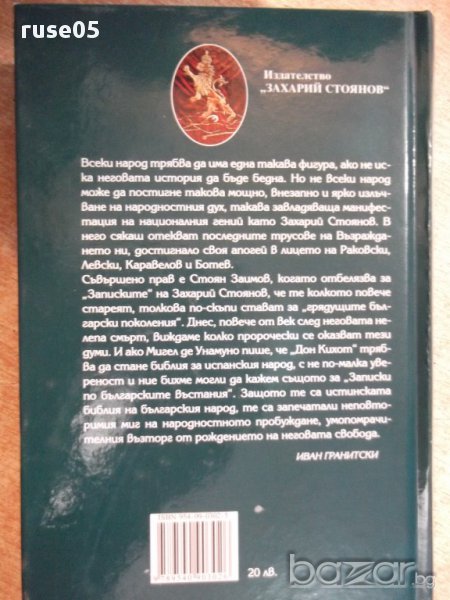 ruse05
Издателство
„ЗАХАРИЙ СТОЯНОВ“
Всеки народ трябва да има една такава фигура, ако не ис-
ка неговата история да бъде бедна. Но не всеки народ
може да постигне такова мощно, внезапно и ярко излъч-
ване на народностния дух, такава завладяваща манифес-
тация на националния гений като Захарий Стоянов. В
него сякаш отекват последните трусове на Възражда-
нето ни, достигнало своя апогей в лицето на Раковски,
Левски, Каравелов и Ботев.
Съвършено прав е Стоян Заимов, когато отбелязва за
„Записките" на Захарий Стоянов, че те колкото повече
стареят, толкова по-скъпи стават за „грядущите бъл-
гарски поколения". Днес, повече от век след неговата не-
лепа смърт, виждаме колко пророчески се оказват тези
думи. И ако Мигел де Унамуно пише, че „Дон Кихот" тряб-
ва да стане библия за испанския народ, с не по-малка уве-
реност и ние бихме могли да кажем същото за „Записки
по българските въстания". Защото те са истинската
библия на българския народ, те са запечатали неповто-
римия миг на народностното пробуждане, умопомрачи-
телния възторг от рождението на неговата свобода.
ИВАН ГРАНИТСКИ
20 лв.
bazar.bg